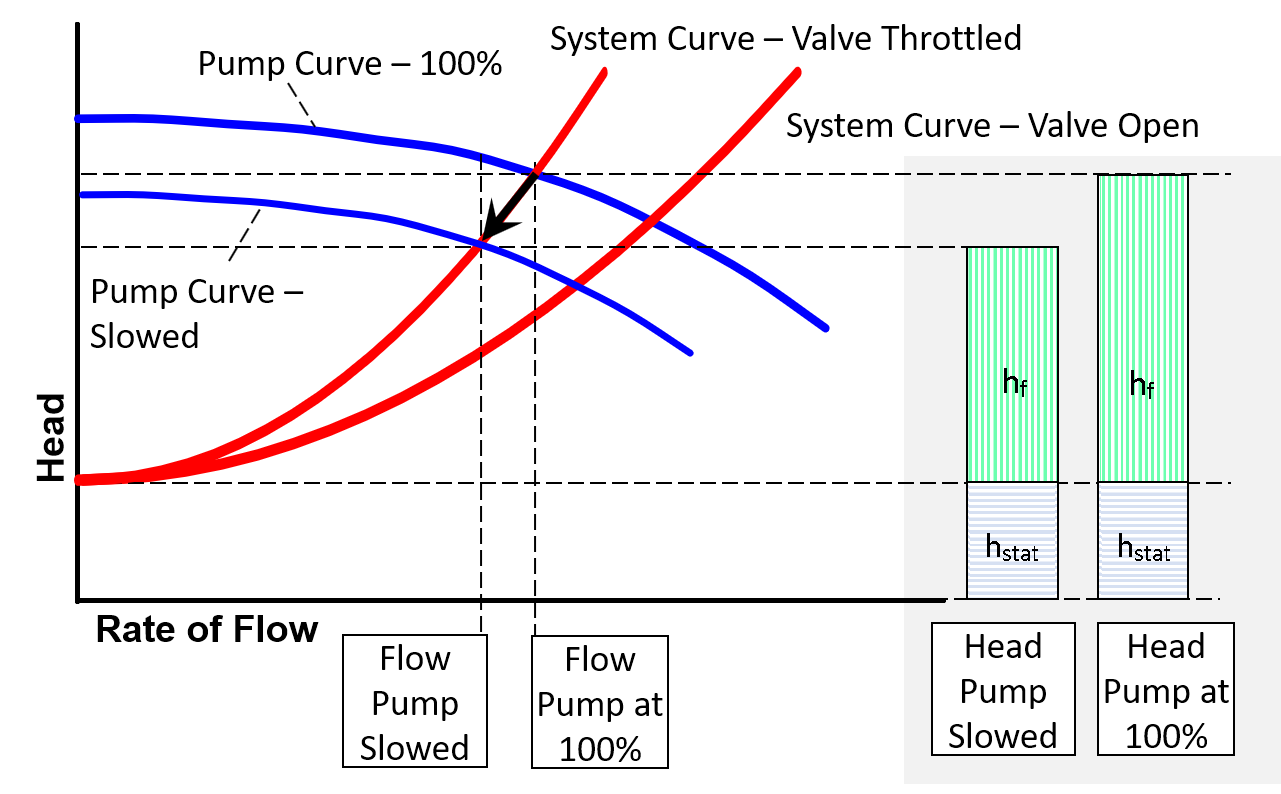 System Curve – Valve Throttled
Pump Curve – 100%
System Curve – Valve Open
Pump Curve –
Slowed
Head
hf
hf
hstat
hstat
Rate of Flow
Flow
Pump
Slowed
Flow
Pump at
100%
Head
Pump
Slowed
Head
Pump at
100%